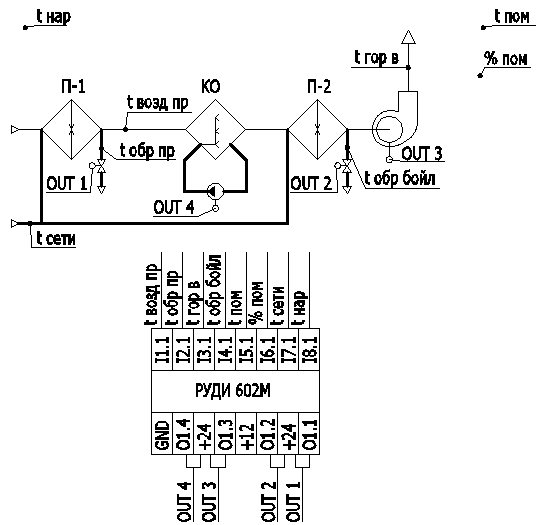 t нар
t пом
t гор в
% пом
П-1
КО
П-2
t возд пр
t обр пр
OUT 3
OUT 1
OUT 2
t обр бойл
OUT 4
t сети
t возд пр
t обр пр
t гор в
t обр бойл
t пом
% пом
t сети
t нар
I1.1
I2.1
I3.1
I4.1
I5.1
I6.1
I7.1
I8.1
РУДИ 602М
GND
O1.4
+24
O1.3
+12
O1.2
+24
O1.1
OUT 4
OUT 3
OUT 2
OUT 1